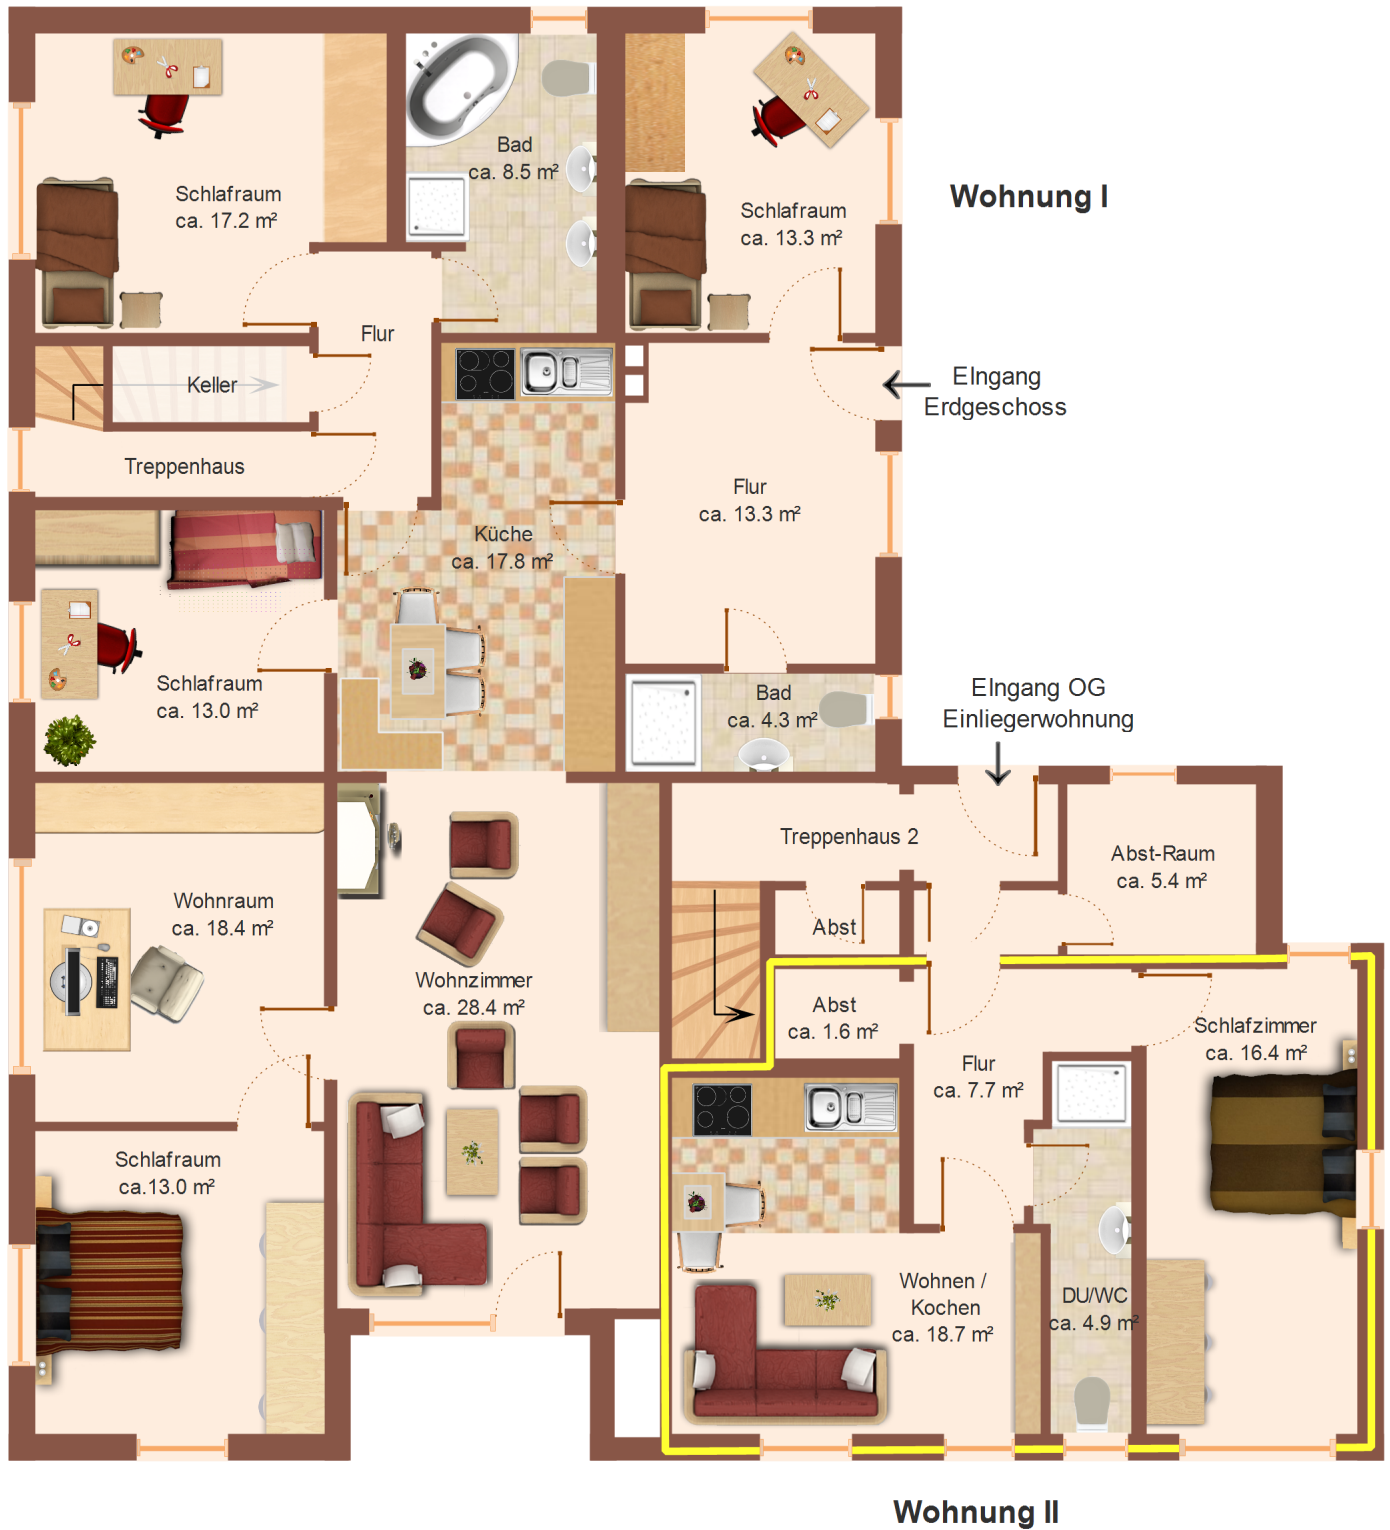 Schlafraum
ca. 17.2 m²
Bad
ca. 8.5 m²
Schlafraum
ca. 13.3 m²
Wohnung I
Flur
Keller
EIngang
Erdgeschoss
Treppenhaus
Flur
ca. 13.3 m²
Küche
ca. 17.8 m²
Schlafraum
ca. 13.0 m²
Bad
ca. 4.3 m²
EIngang OG
Einliegerwohnung
Treppenhaus 2
Abst-Raum
ca. 5.4 m²
Wohnraum
ca. 18.4 m²
Abst
Wohnzimmer
ca. 28.4 m²
Abst
ca. 1.6 m²
Schlafzimmer
ca. 16.4 m²
Flur
ca. 7.7 m²
Schlafraum
ca.13.0 m²
Wohnen /
Kochen
ca. 18.7 m²
DU/WC
ca. 4.9 m²
Wohnung II